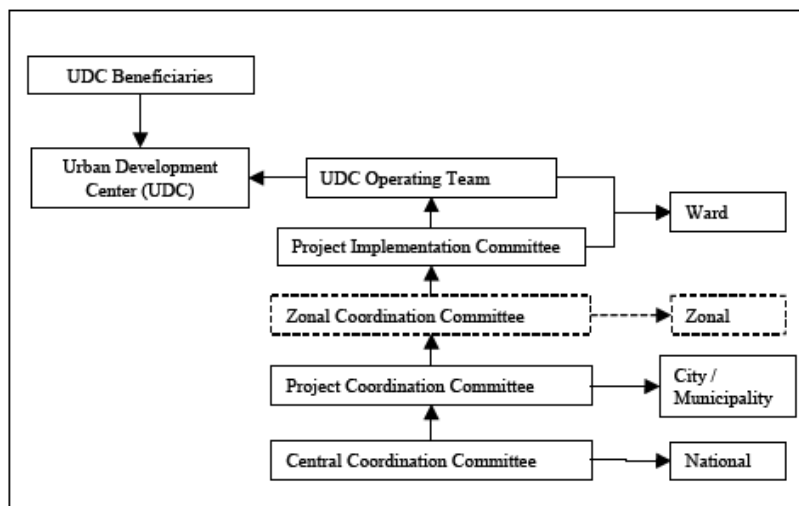 UDC Beneficiaries
Urban Development
Center (UDC)
UDC Operating Team
Ward
Project Implementation Committee
Zonal Coordination Committee
Zonal
Project Coordination Committee
City /
Municipality
Central Coordination Committee
National